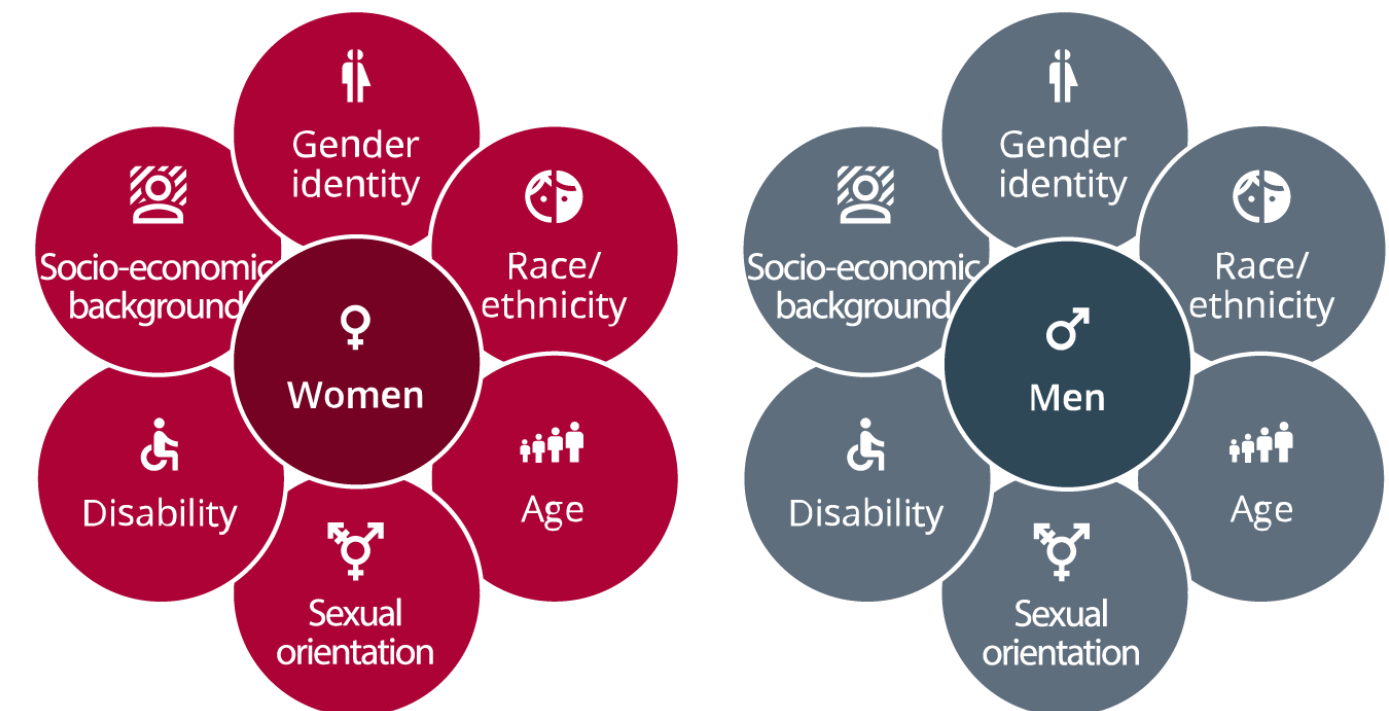 Gender
identity
Race/
ethnicity
Age
Sexual
orientation
Disability
Socio-economic
background
Women
Gender
identity
Race/
ethnicity
Age
Sexual
orientation
Disability
Socio-economic
background
Men